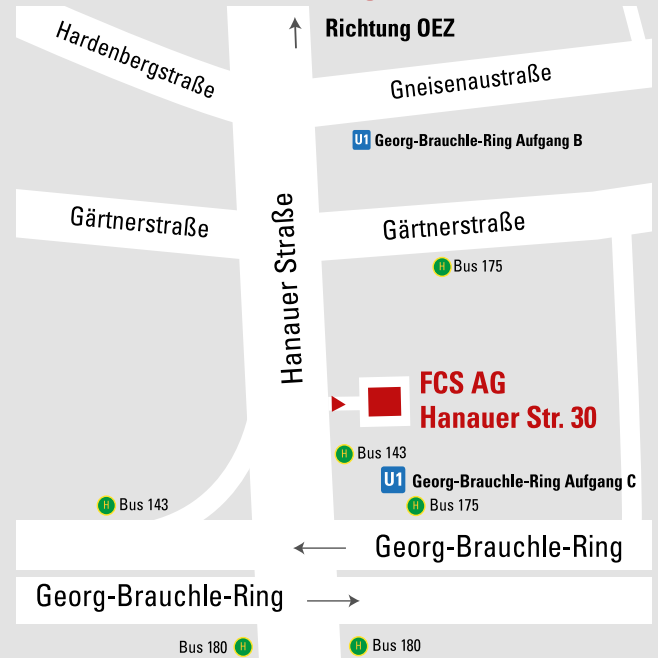 Richtung OEZ
Hardenbergstraße
Gneisenaustraße
U1 Georg-Brauchle-Ring Aufgang B
Gärtnerstraße
Gärtnerstraße
Hanauer Straße
H Bus 175
FCS AG
Hanauer Str. 30
H Bus 143
U1 Georg-Brauchle-Ring Aufgang C
H Bus 143
H Bus 175
Georg-Brauchle-Ring
Georg-Brauchle-Ring
Bus 180 H
H Bus 180